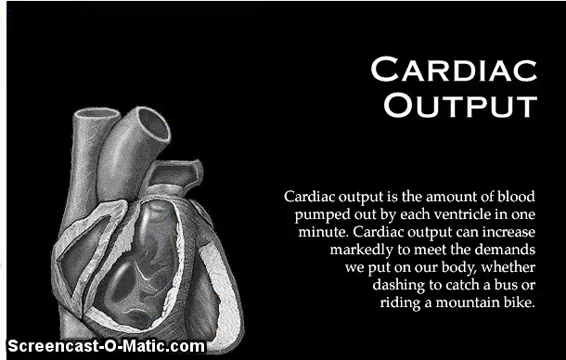 CARDIAC
OUTPUT
Cardiac output is the amount of blood
pumped out by each ventricle in one
minute. Cardiac output can increase
markedly to meet the demands
we put on our body, whether
dashing to catch a bus or
riding a mountain bike.
Screencast-O-Matic.com